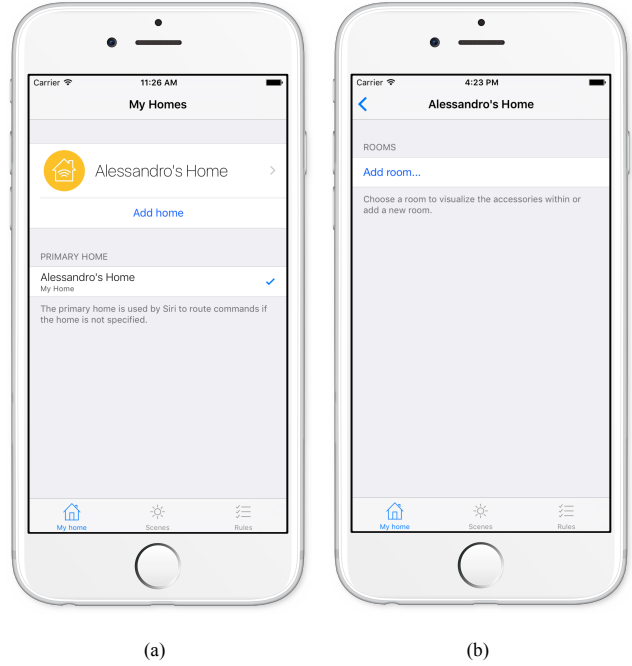 Carrier 11:26 AM
My Homes
Alessandro's Home
Add home
PRIMARY HOME
Alessandro's Home
My Home
The primary home is used by Siri to route commands if
the home is not specified.
My home Scenes Rules
(a)
Carrier 4:23 PM
Alessandro's Home
ROOMS
Add room...
Choose a room to visualize the accessories within or
add a new room.
My home Scenes Rules
(b)